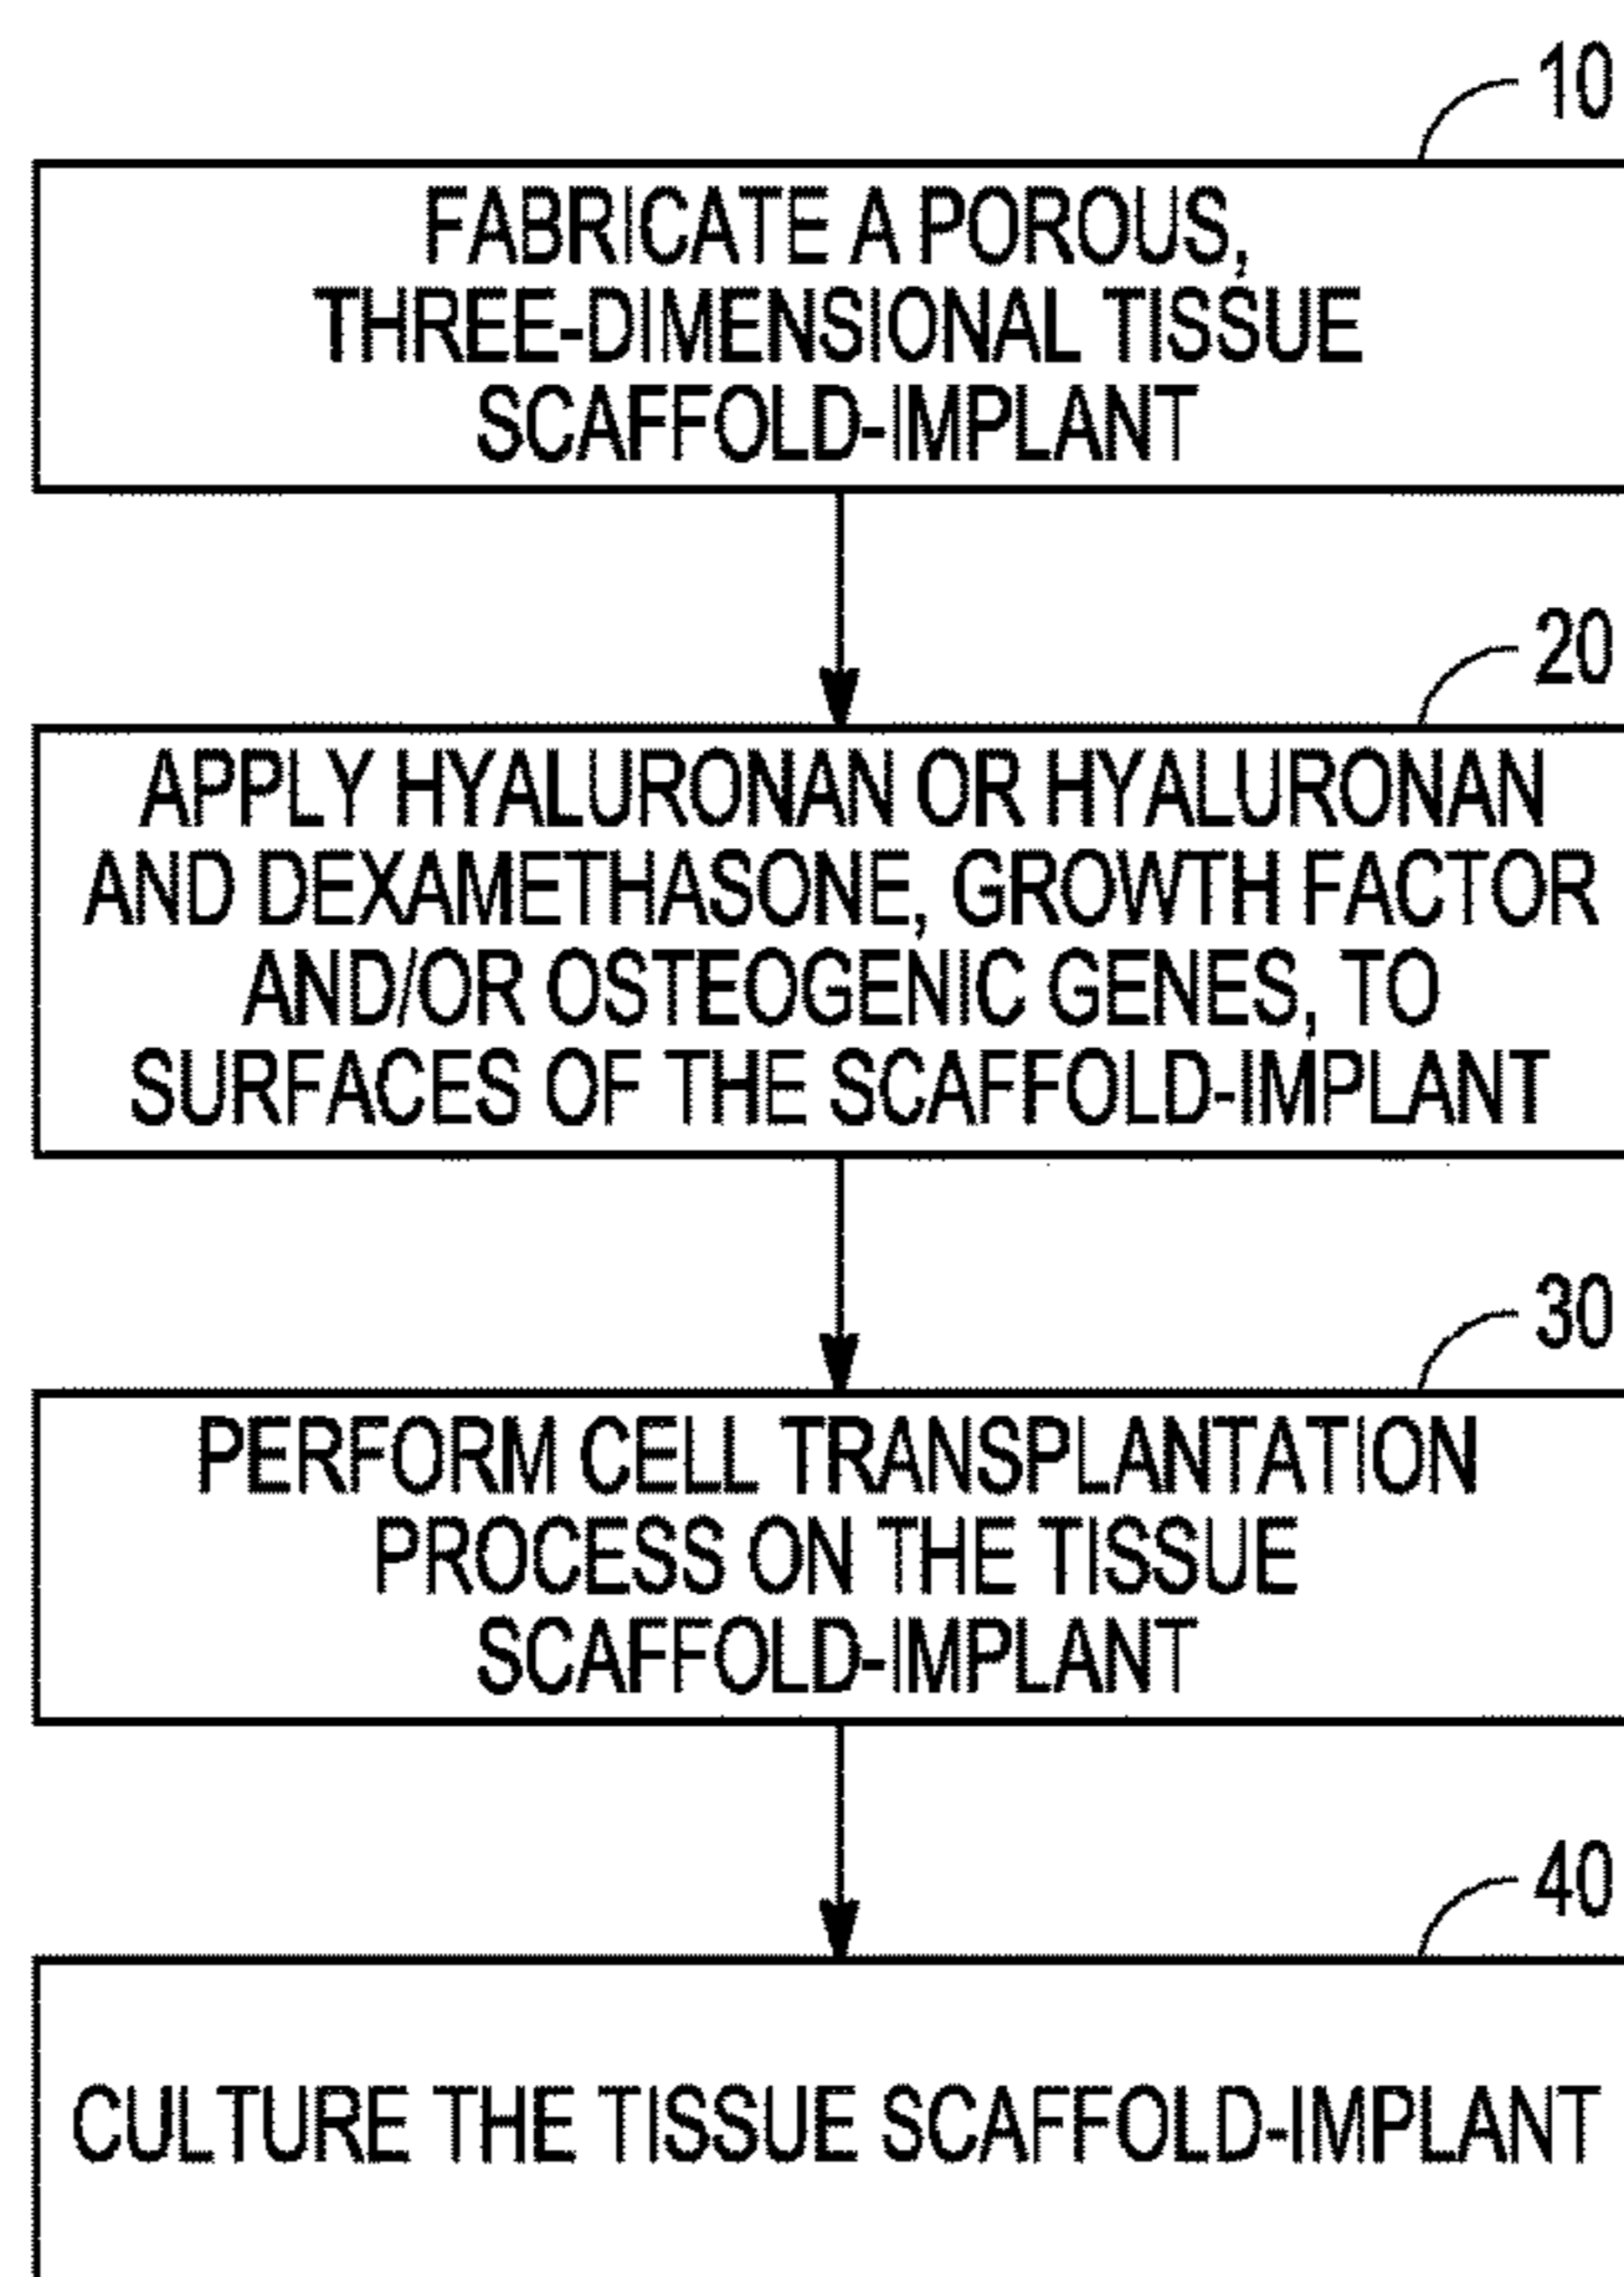 10
FABRICATE A POROUS,
THREE-DIMENSIONAL TISSUE
SCAFFOLD-IMPLANT
20
APPLY HYALURONAN OR HYALURONAN
AND DEXAMETHASONE, GROWTH FACTOR
AND/OR OSTEOGENIC GENES, TO
SURFACES OF THE SCAFFOLD-IMPLANT
30
PERFORM CELL TRANSPLANTATION
PROCESS ON THE TISSUE
SCAFFOLD-IMPLANT
40
CULTURE THE TISSUE SCAFFOLD-IMPLANT